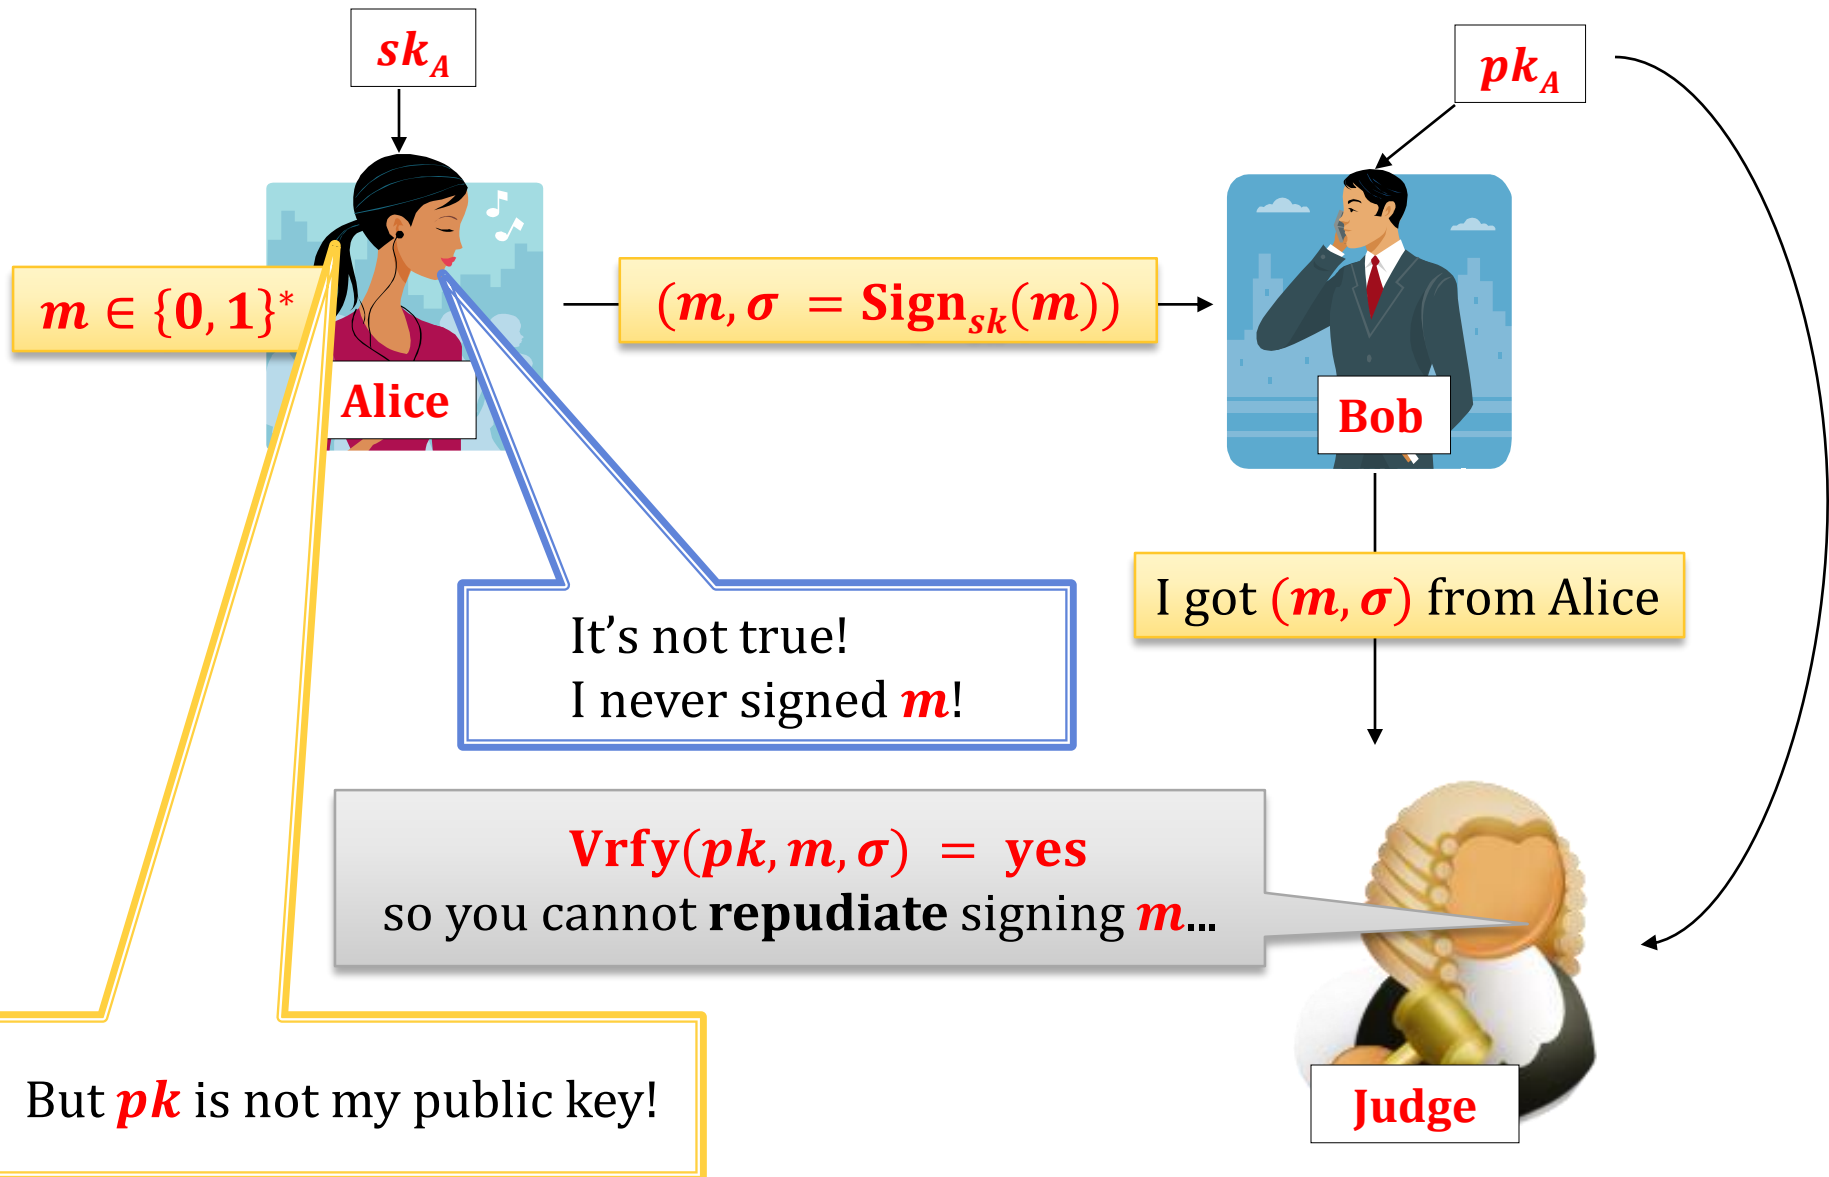 sk_A
pk_A
m ∈ {0, 1}*
(m, σ = Sign_sk(m))
Alice
Bob
I got (m, σ) from Alice
It’s not true!
I never signed m!
Vrfy(pk, m, σ) = yes
so you cannot repudiate signing m...
But pk is not my public key!
Judge